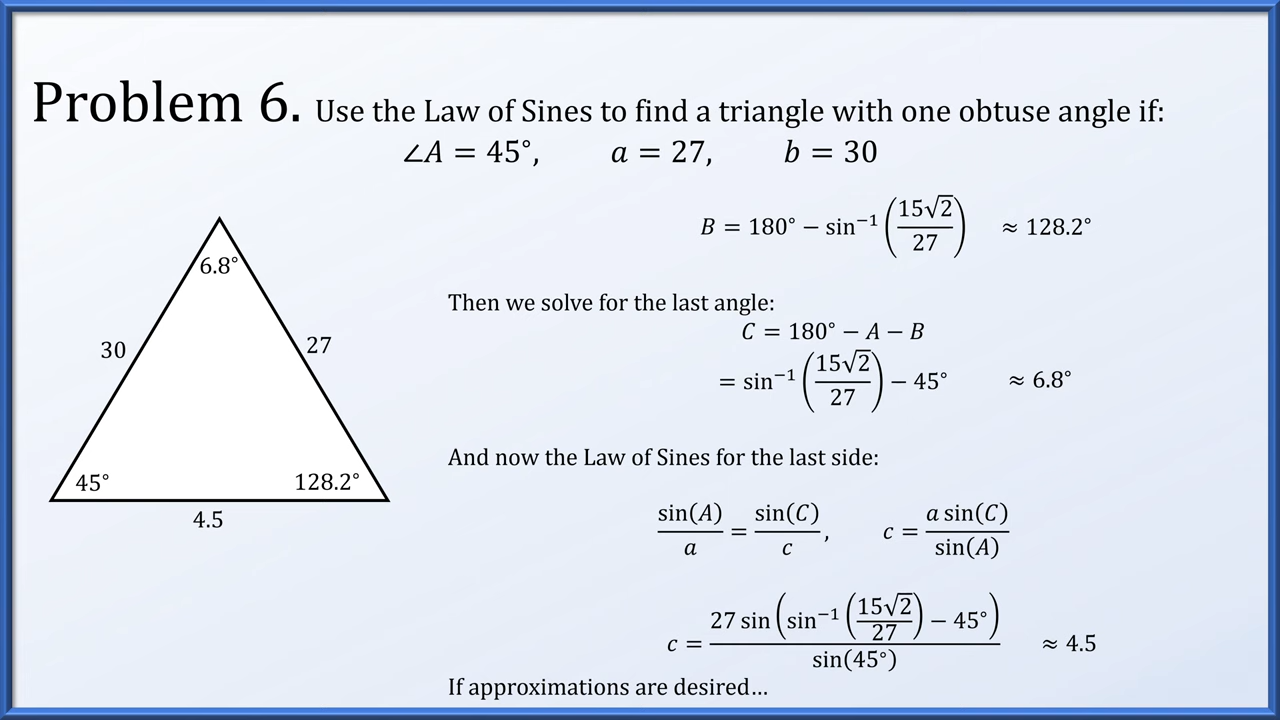 Problem 6. Use the Law of Sines to find a triangle with one obtuse angle if:
∠A = 45°, a = 27, b = 30
B = 180° − sin⁻¹(15√2/27) ≈ 128.2°
6.8°
Then we solve for the last angle:
C = 180° − A − B
30
27
= sin⁻¹(15√2/27) − 45° ≈ 6.8°
And now the Law of Sines for the last side:
45°
128.2°
4.5
sin(A)/a = sin(C)/c, c = a sin(C)/sin(A)
c = 27 sin(sin⁻¹(15√2/27) − 45°)/sin(45°) ≈ 4.5
If approximations are desired…